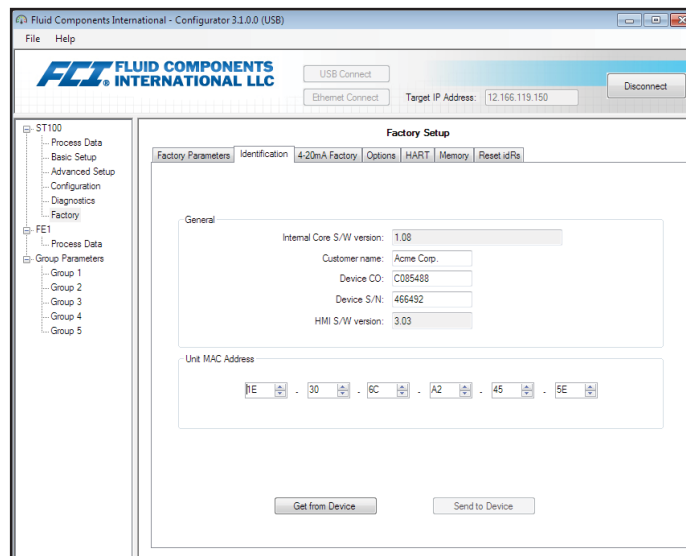 Fluid Components International - Configurator 3.1.0.0 (USB)
File Help
FCI FLUID COMPONENTS
INTERNATIONAL LLC
USB Connect
Ethernet Connect
Target IP Address: 12.166.119.150
Disconnect
ST100
Process Data
Basic Setup
Advanced Setup
Configuration
Diagnostics
Factory
FE1
Process Data
Group Parameters
Group 1
Group 2
Group 3
Group 4
Group 5
Factory Setup
Factory Parameters Identification 4-20mA Factory Options HART Memory Reset idRs
General
Internal Core S/W version: 1.08
Customer name: Acme Corp.
Device CO: C085488
Device S/N: 466492
HMI S/W version: 3.03
Unit MAC Address
1E - 30 - 6C - A2 - 45 - 5E
Get from Device Send to Device